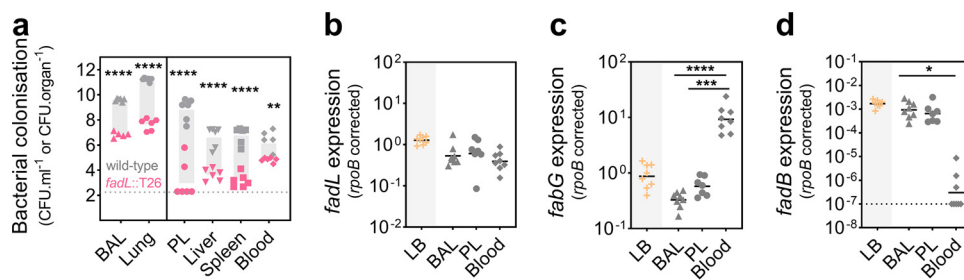 a
Bacterial colonisation
(CFU.ml-1 or CFU.organ-1)
12
10
8
6
4
2
****
****
****
****
****
**
wild-type
fadL::T26
BAL
Lung
PL
Liver
Spleen
Blood
b
fadL expression
(rpoB corrected)
10²
10¹
10⁰
10-1
10-2
LB
BAL
PL
Blood
c
fabG expression
(rpoB corrected)
10²
10¹
10⁰
10-1
****
***
LB
BAL
PL
Blood
d
fadB expression
(rpoB corrected)
10-1
10-2
10-3
10-4
10-5
10-6
10-7
10-8
*
LB
BAL
PL
Blood